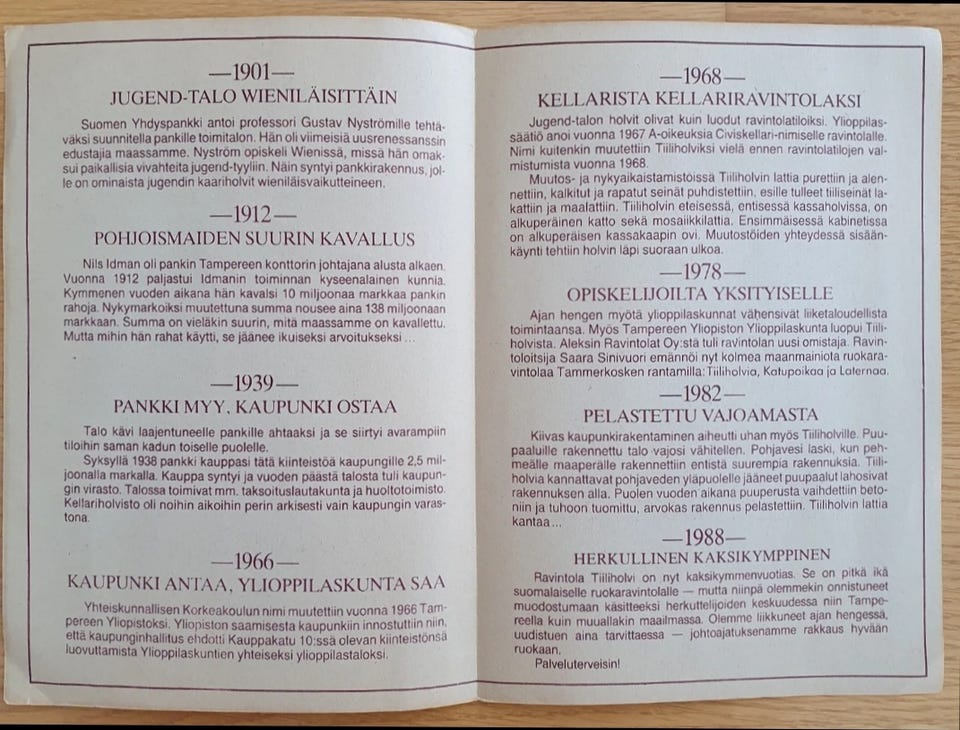 —1901—
JUGEND-TALO WIENILÄISITTÄIN
Suomen Yhdyspankki antoi professori Gustav Nyströmille tehtä-
väksi suunnitella pankille toimitalon. Hän oli viimeisiä uusrenessanssin
edustajia maassamme. Nyström opiskeli Wienissä, missä hän omak-
sui paikallisia vivahteita jugend-tyyliin. Näin syntyi pankkirakennus, jol-
le on ominaista jugendin kaariholvit wieniläisvaikutteineen.
—1912—
POHJOISMAIDEN SUURIN KAVALLUS
Nils Idman oli pankin Tampereen konttorin johtajana alusta alkaen.
Vuonna 1912 paljastui Idmanin toiminnan kyseenalainen kunnia.
Kymmenen vuoden aikana hän kavalsi 10 miljoonaa markkaa pankin
rahoja. Nykymarkoiksi muutettuna summa nousee aina 138 miljoonaan
markkaan. Summa on vieläkin suurin, mitä maassamme on kavallettu.
Mutta mihin hän rahat käytti, se jäänee ikuiseksi arvoitukseksi ...
—1939—
PANKKI MYY, KAUPUNKI OSTAA
Talo kävi laajentuneelle pankille ahtaaksi ja se siirtyi avarampiin
tiloihin saman kadun toiselle puolelle.
Syksyllä 1938 pankki kauppasi tätä kiinteistöä kaupungille 2,5 mil-
joonalla markalla. Kauppa syntyi ja vuoden päästä talosta tuli kaupun-
gin virasto. Talossa toimivat mm. taksoituslautakunta ja huoltotoimisto.
Kellariholvisto oli noihin aikoihin perin arkisesti vain kaupungin varas-
tona.
—1966—
KAUPUNKI ANTAA, YLIOPPILASKUNTA SAA
Yhteiskunnallisen Korkeakoulun nimi muutettiin vuonna 1966 Tam-
pereen Yliopistoksi. Yliopiston saamisesta kaupunkiin innostuttiin niin,
että kaupunginhallitus ehdotti Kauppakatu 10:ssä olevan kiinteistönsä
luovuttamista Ylioppilaskuntien yhteiseksi ylioppilastaloksi.
—1968—
KELLARISTA KELLARIRAVINTOLAKSI
Jugend-talon holvit olivat kuin luodut ravintolatiloiksi. Ylioppilas-
säätiö anoi vuonna 1967 A-oikeuksia Civiskellari-nimiselle ravintolalle.
Nimi kuitenkin muutettiin Tiiliholviksi vielä ennen ravintolatilojen val-
mistumista vuonna 1968.
Muutos- ja nykyaikaistamistöissä Tiiliholvin lattia purettiin ja alen-
nettiin, kalkitut ja rapatut seinät puhdistettiin, esille tulleet tiiliseinät la-
kattiin ja maalattiin. Tiiliholvin eteisessä, entisessä kassaholvissa, on
alkuperäinen katto sekä mosaiikkilattia. Ensimmäisessä kabinetissa
on alkuperäisen kassakaapin ovi. Muutostöiden yhteydessä sisään-
käynti tehtiin holvin läpi suoraan ulkoa.
—1978—
OPISKELIJOILTA YKSITYISELLE
Ajan hengen myötä ylioppilaskunnat vähensivät liiketaloudellista
toimintaansa. Myös Tampereen Yliopiston Ylioppilaskunta luopui Tiili-
holvista. Aleksin Ravintolat Oy:stä tuli ravintolan uusi omistaja. Ravin-
toloitsija Saara Sinivuori emännöi nyt kolmea maanmainiota ruokara-
vintolaa Tammerkosken rantamilla: Tiiliholvia, Katupoikaa ja Laternaa.
—1982—
PELASTETTU VAJOAMASTA
Kiivas kaupunkirakentaminen aiheutti uhan myös Tiiliholville. Puu-
paaluille rakennettu talo vajosi vähitellen. Pohjavesi laski, kun peh-
meälle maaperälle rakennettiin entistä suurempia rakennuksia. Tiili-
holvia kannattavat pohjaveden yläpuolelle jääneet puupaalut lahosivat
rakennuksen alla. Puolen vuoden aikana puuperusta vaihdettiin beto-
niin ja tuhoon tuomittu, arvokas rakennus pelastettiin. Tiiliholvin lattia
kantaa ...
—1988—
HERKULLINEN KAKSIKYMPPINEN
Ravintola Tiiliholvi on nyt kaksikymmenvuotias. Se on pitkä ikä
suomalaiselle ruokaravintolalle — mutta niinpä olemmekin onnistuneet
muodostumaan käsitteeksi herkuttelijoiden keskuudessa niin Tampe-
reella kuin muuallakin maailmassa. Olemme liikkuneet ajan hengessä,
uudistuen aina tarvittaessa — johtoajatuksenamme rakkaus hyvään
ruokaan.
Palveluterveisin!